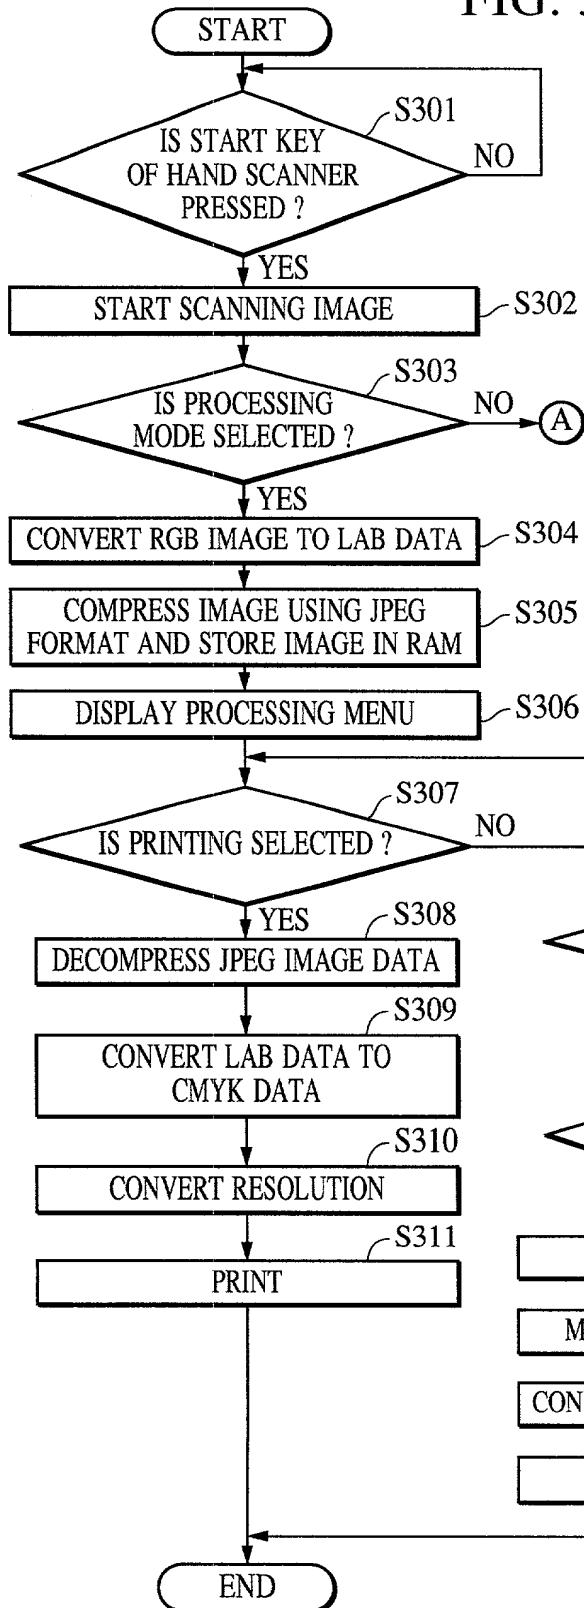 FIG.
START
S301
IS START KEY
OF HAND SCANNER
PRESSED ?
NO
YES
START SCANNING IMAGE
S302
S303
IS PROCESSING
MODE SELECTED ?
NO
A
YES
CONVERT RGB IMAGE TO LAB DATA
S304
COMPRESS IMAGE USING JPEG
FORMAT AND STORE IMAGE IN RAM
S305
DISPLAY PROCESSING MENU
S306
S307
IS PRINTING SELECTED ?
NO
YES
S308
DECOMPRESS JPEG IMAGE DATA
S309
CONVERT LAB DATA TO
CMYK DATA
S310
CONVERT RESOLUTION
S311
PRINT
M
CON
END